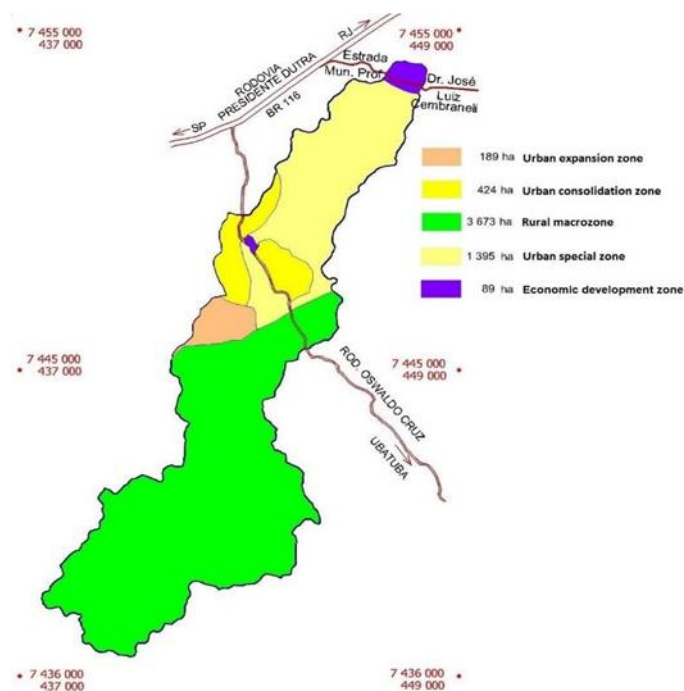 7 455 000
437 000
7 455 000
449 000
RJ
RODOVIA
PRESIDENTE DUTRA
BR 116
SP
Estrada
Mun. Prof
Dr. José
Luiz
Cembraneli
189 ha Urban expansion zone
424 ha Urban consolidation zone
3 673 ha Rural macrozone
1 395 ha Urban special zone
89 ha Economic development zone
7 445 000
437 000
7 445 000
449 000
ROD. OSWALDO CRUZ
UBATUBA
7 436 000
437 000
7 436 000
449 000